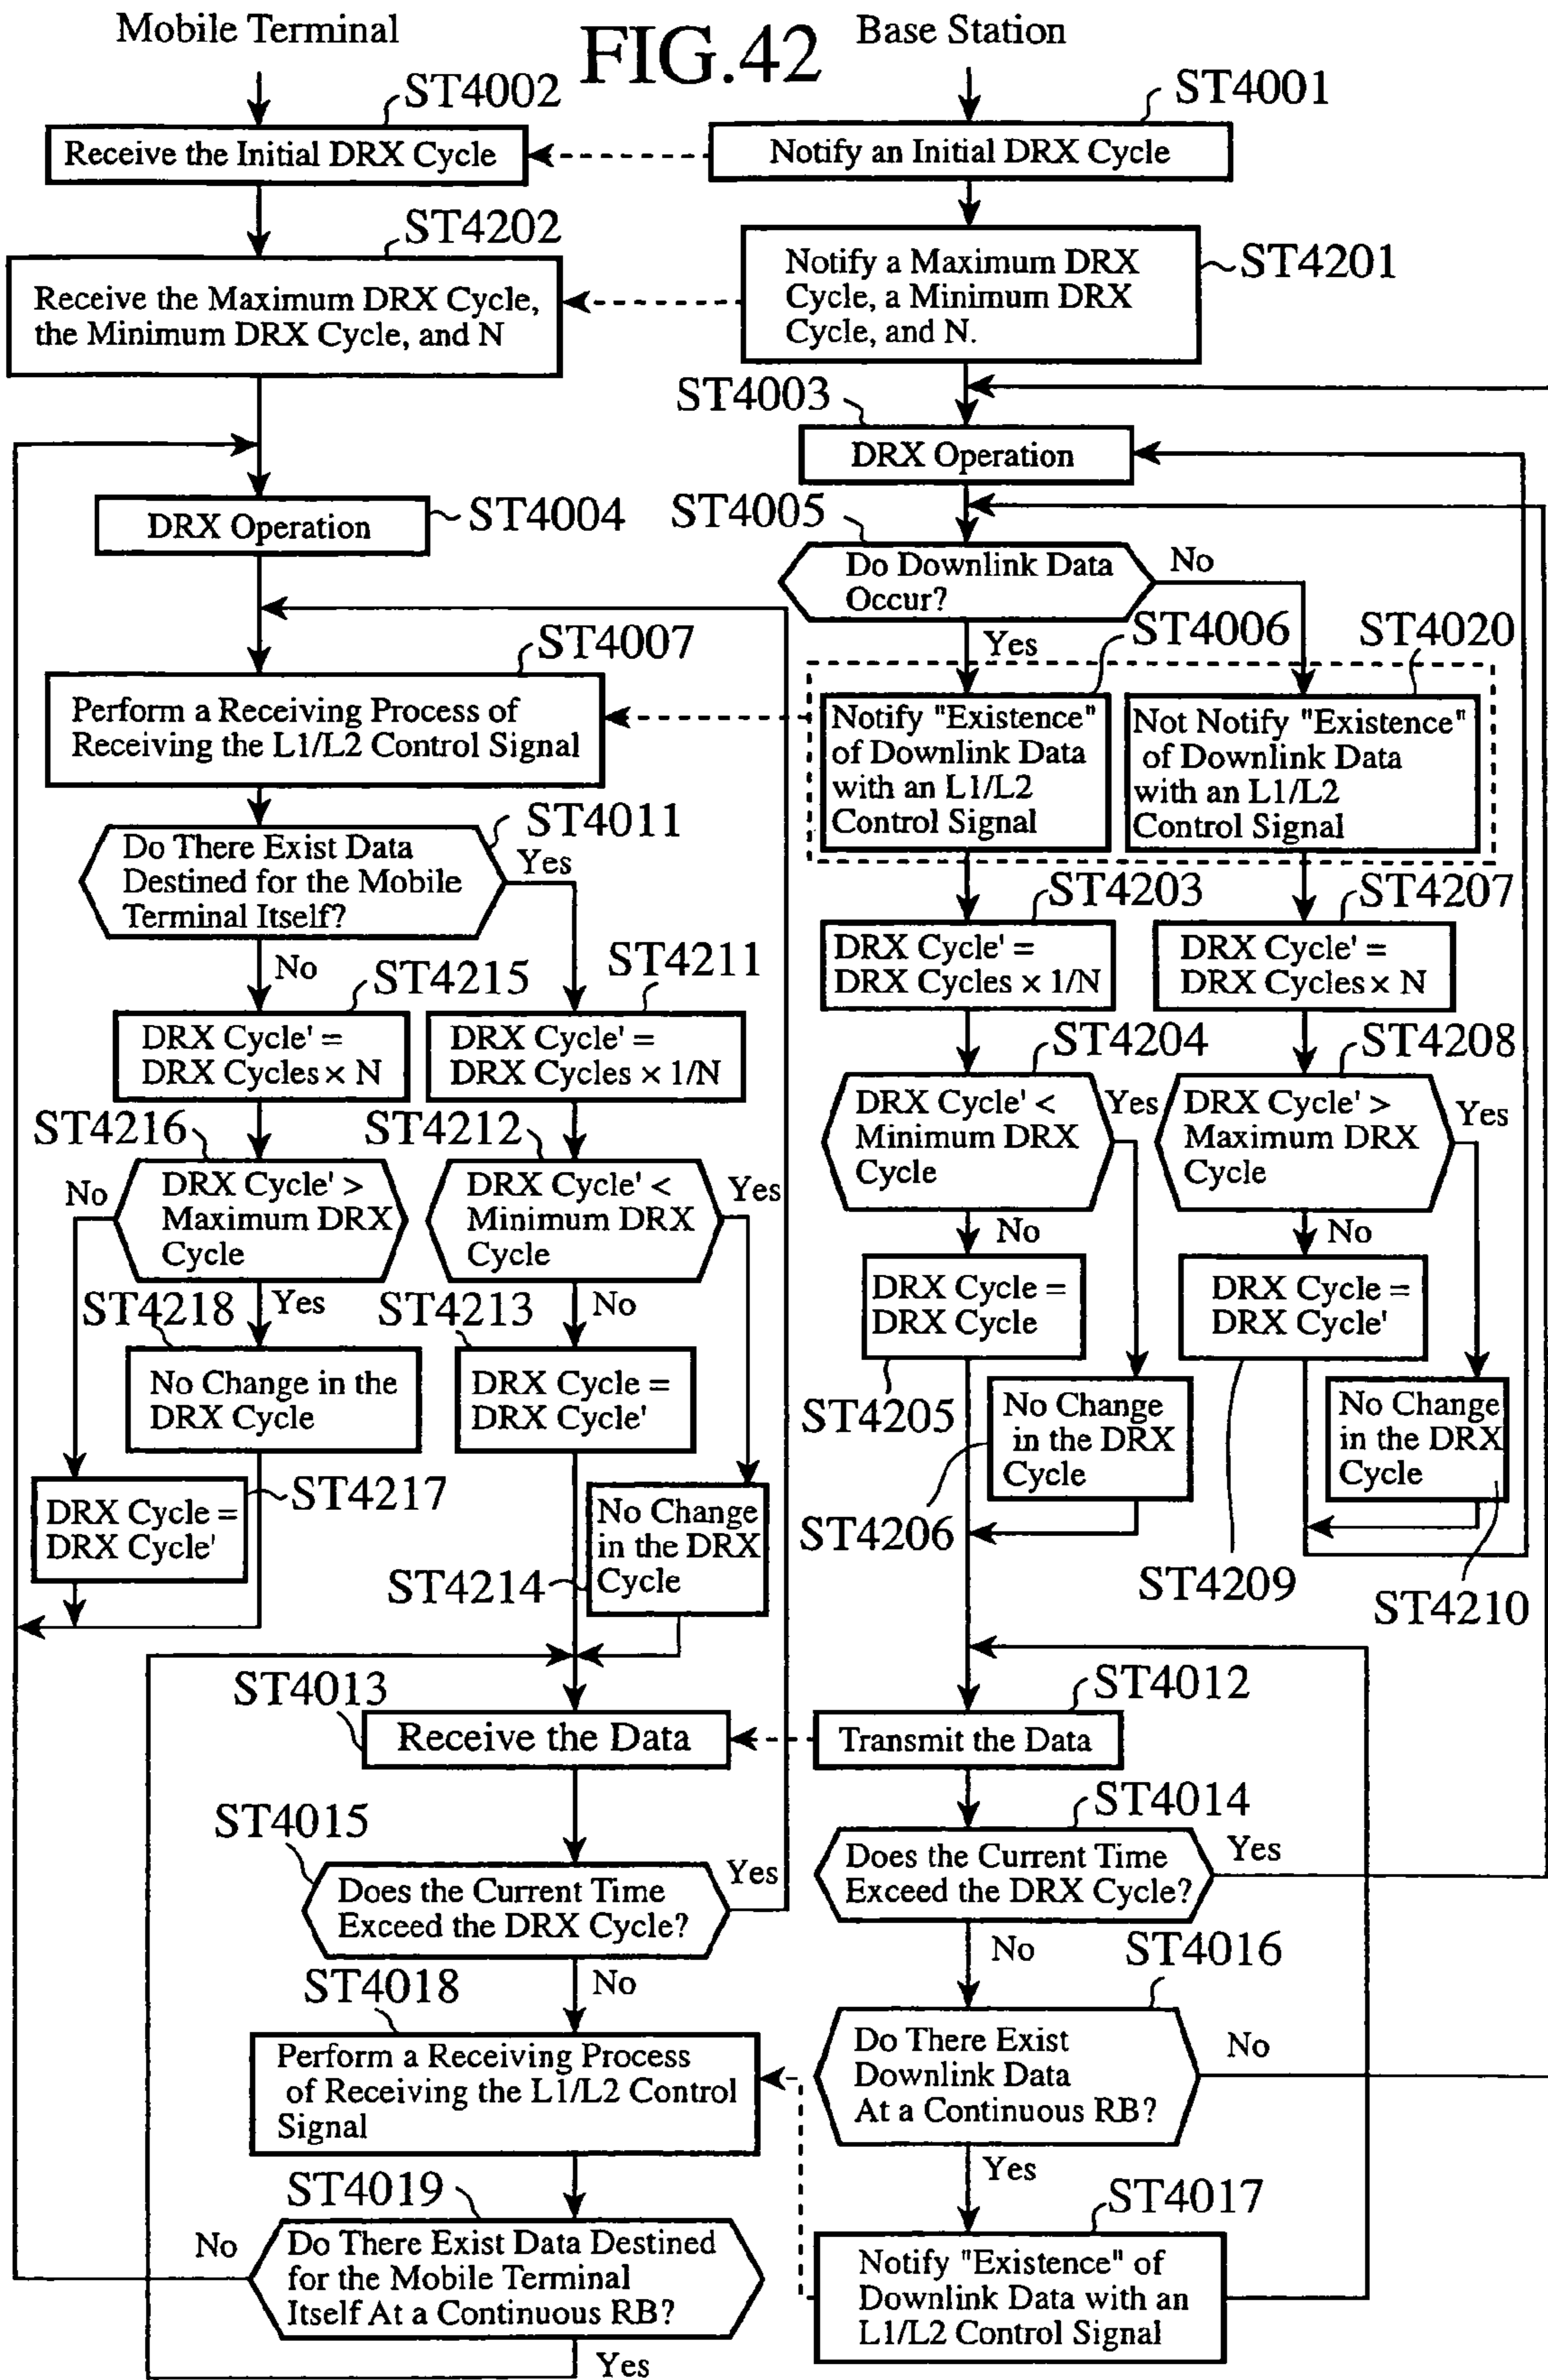 Mobile Terminal
FIG.42
Base Station
ST4002
ST4001
Receive the Initial DRX Cycle
Notify an Initial DRX Cycle
ST4202
Receive the Maximum DRX Cycle,
the Minimum DRX Cycle, and N
Notify a Maximum DRX
Cycle, a Minimum DRX
Cycle, and N.
ST4201
ST4003
DRX Operation
DRX Operation
ST4004
ST4005
Do Downlink Data
Occur?
No
Yes
ST4006
ST4020
ST4007
Perform a Receiving Process of
Receiving the L1/L2 Control Signal
Notify "Existence"
of Downlink Data
with an L1/L2
Control Signal
Not Notify "Existence"
of Downlink Data
with an L1/L2
Control Signal
ST4011
Do There Exist Data
Destined for the Mobile
Terminal Itself?
Yes
No
ST4203
ST4207
DRX Cycle' =
DRX Cycles × 1/N
DRX Cycle' =
DRX Cycles × N
ST4215
ST4211
DRX Cycle' =
DRX Cycles × N
DRX Cycle' =
DRX Cycles × 1/N
ST4204
ST4208
DRX Cycle' <
Minimum DRX
Cycle
Yes
No
DRX Cycle' >
Maximum DRX
Cycle
Yes
No
ST4216
ST4212
No
DRX Cycle' >
Maximum DRX
Cycle
Yes
DRX Cycle' <
Minimum DRX
Cycle
Yes
No
DRX Cycle =
DRX Cycle
DRX Cycle =
DRX Cycle'
ST4218
ST4213
No Change in the
DRX Cycle
DRX Cycle =
DRX Cycle'
ST4205
No Change
in the DRX
Cycle
No Change
in the DRX
Cycle
ST4217
DRX Cycle =
DRX Cycle'
No Change
in the DRX
Cycle
ST4214
ST4206
ST4209
ST4210
ST4013
ST4012
Receive the Data
Transmit the Data
ST4015
ST4014
Does the Current Time
Exceed the DRX Cycle?
Yes
No
Does the Current Time
Exceed the DRX Cycle?
Yes
No
ST4018
ST4016
Perform a Receiving Process
of Receiving the L1/L2 Control
Signal
Do There Exist
Downlink Data
At a Continuous RB?
No
Yes
ST4019
ST4017
No
Do There Exist Data Destined
for the Mobile Terminal
Itself At a Continuous RB?
Yes
Notify "Existence" of
Downlink Data with an
L1/L2 Control Signal